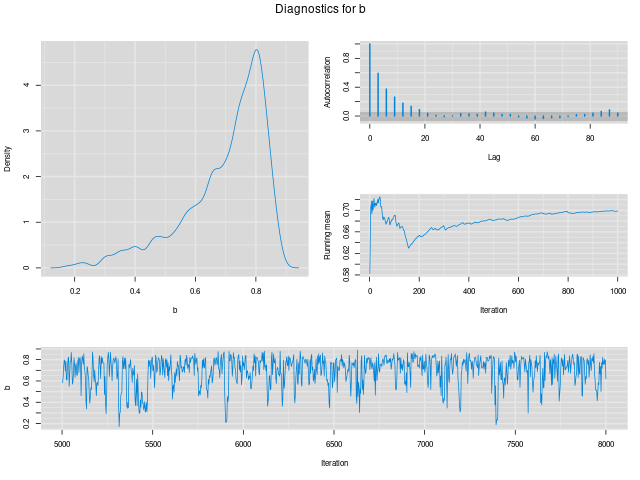 Diagnostics for b
Density
0 1 2 3 4
0.2 0.4 0.6 0.8
b
Autocorrelation
0.0 0.4 0.8
0 20 40 60 80
Lag
Running mean
0.58 0.62 0.66 0.70
0 200 400 600 800 1000
Iteration
b
0.2 0.4 0.6 0.8
5000 5500 6000 6500 7000 7500 8000
Iteration